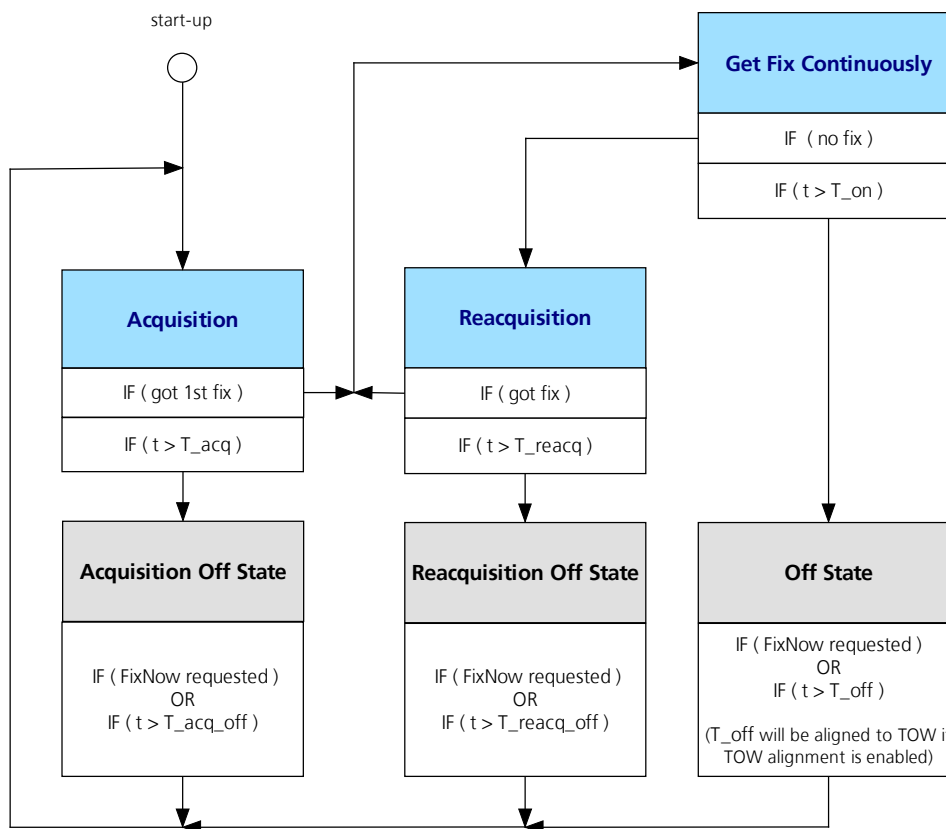 start-up
Get Fix Continuously
IF ( no fix )
IF ( t > T_on )
Acquisition
IF ( got 1st fix )
IF ( t > T_acq )
Reacquisition
IF ( got fix )
IF ( t > T_reacq )
Acquisition Off State
IF ( FixNow requested )
OR
IF ( t > T_acq_off )
Reacquisition Off State
IF ( FixNow requested )
OR
IF ( t > T_reacq_off )
Off State
IF ( FixNow requested )
OR
IF ( t > T_off )
(T_off will be aligned to TOW i
TOW alignment is enabled)